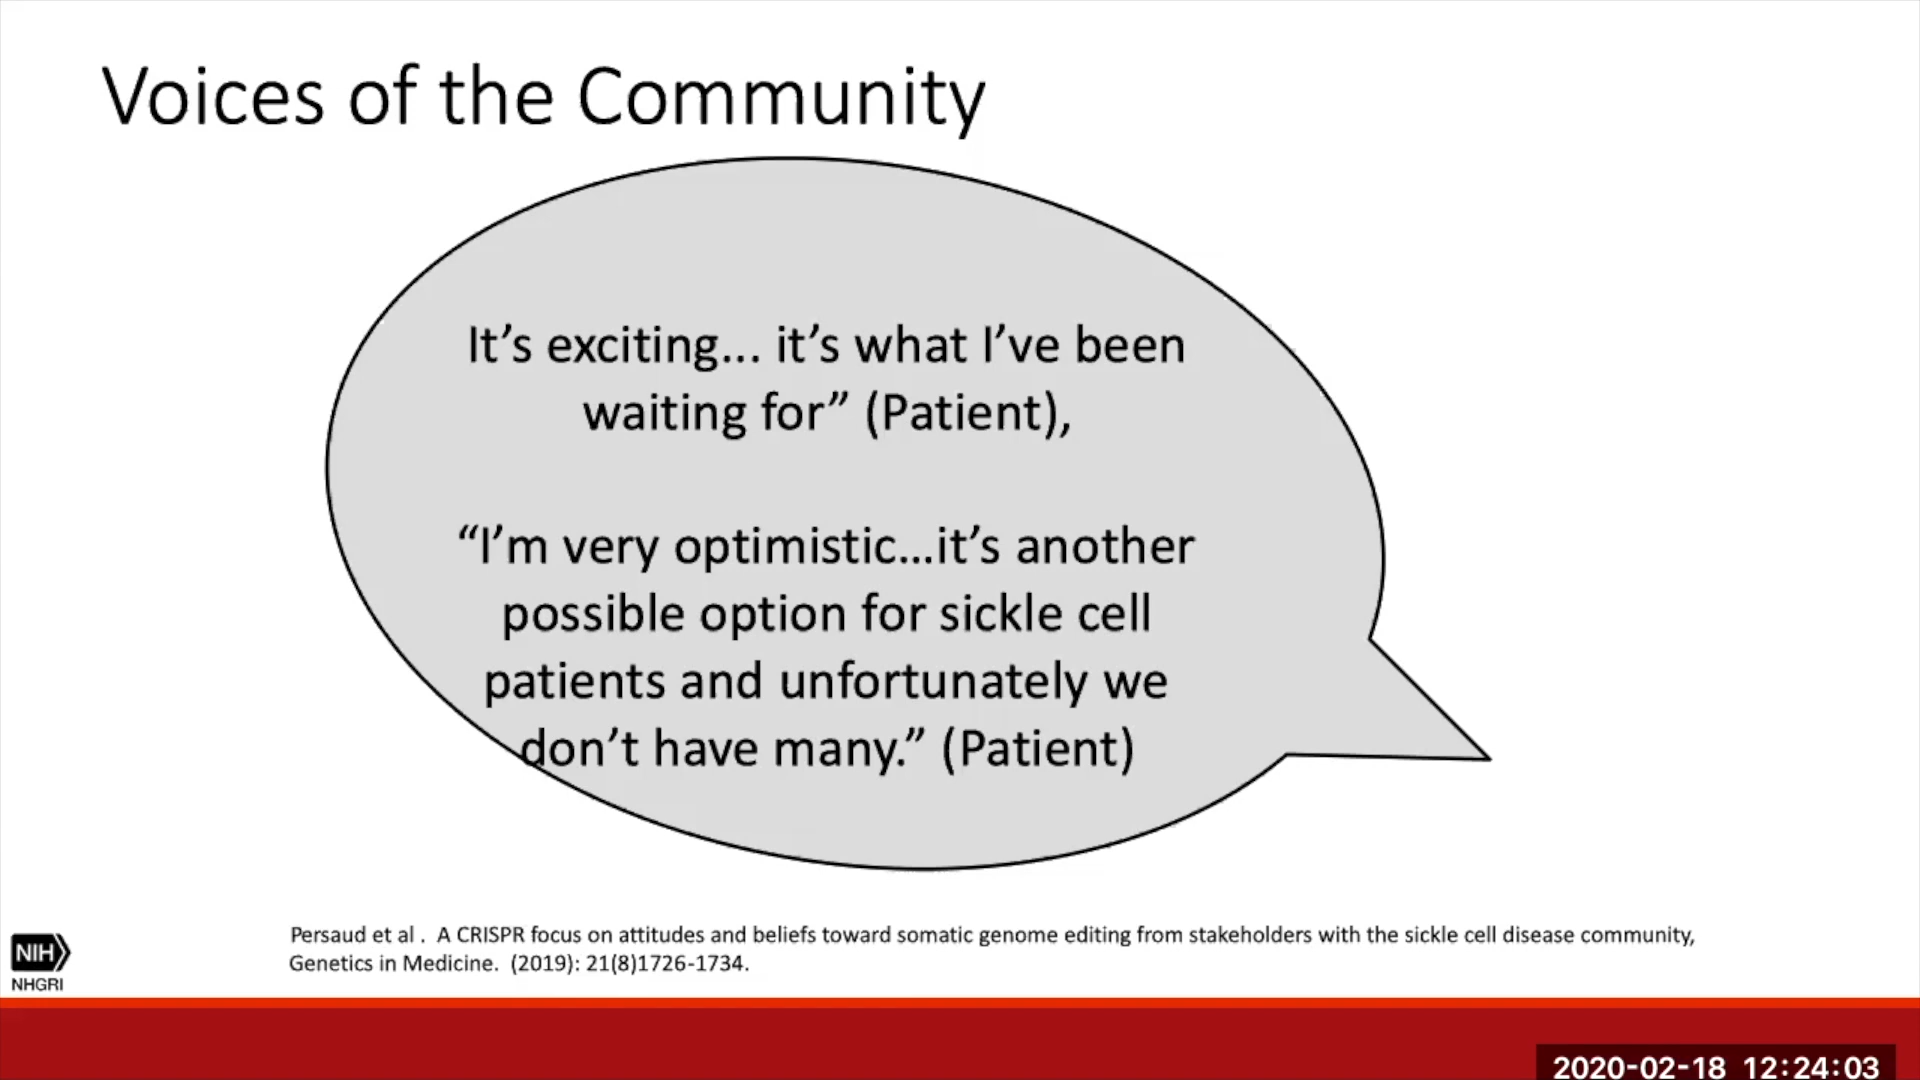 Voices of the Community
It’s exciting... it’s what I’ve been
waiting for” (Patient),
“I’m very optimistic...it’s another
possible option for sickle cell
patients and unfortunately we
don’t have many.” (Patient)
Persaud et al . A CRISPR focus on attitudes and beliefs toward somatic genome editing from stakeholders with the sickle cell disease community,
Genetics in Medicine. (2019): 21(8)1726-1734.
NIH
NHGRI
2020-02-18 12:24:03